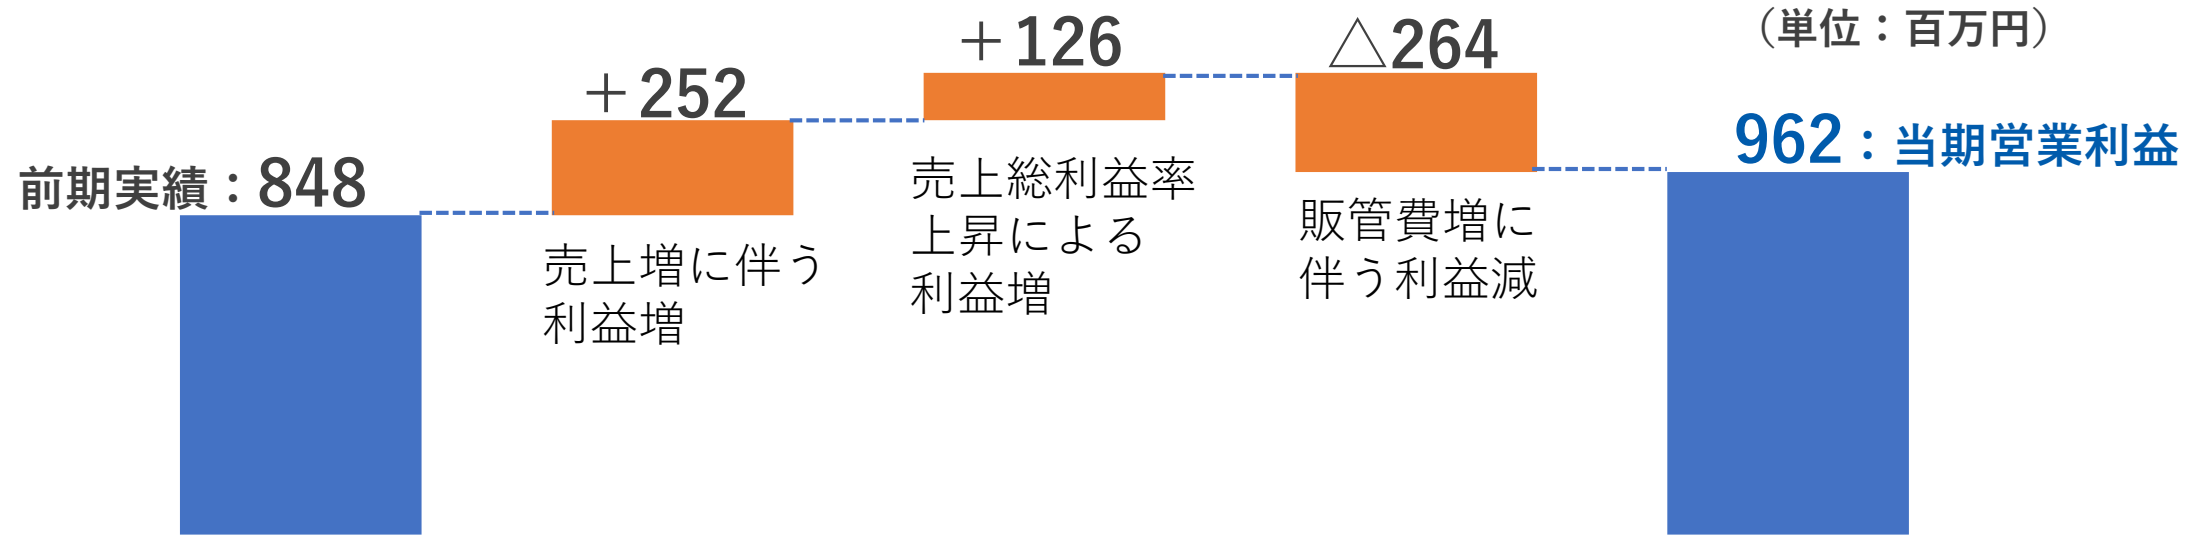 （単位：百万円）
前期実績：848
＋252
売上増に伴う
利益増
＋126
売上総利益率
上昇による
利益増
△264
販管費増に
伴う利益減
962：当期営業利益